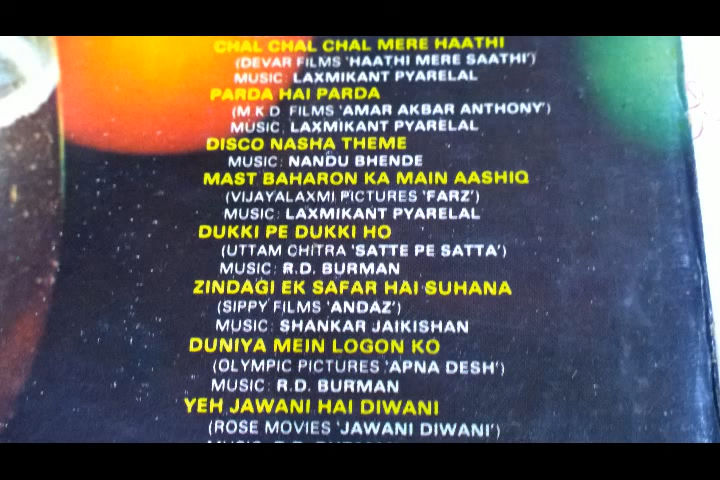 CHAL CHAL CHAL MERE HAATHI
(DEVAR FILMS 'HAATHI MERE SAATHI')
MUSIC: LAXMIKANT PYARELAL
PARDA HAI PARDA
(M.K.D. FILMS 'AMAR AKBAR ANTHONY')
MUSIC: LAXMIKANT PYARELAL
DISCO NASHA THEME
MUSIC: NANDU BHENDE
MAST BAHARON KA MAIN AASHIQ
(VIJAYALAXMI PICTURES 'FARZ')
MUSIC: LAXMIKANT PYARELAL
DUKKI PE DUKKI HO
(UTTAM CHITRA 'SATTE PE SATTA')
MUSIC: R.D. BURMAN
ZINDAGI EK SAFAR HAI SUHANA
(SIPPY FILMS 'ANDAZ')
MUSIC: SHANKAR JAIKISHAN
DUNIYA MEIN LOGON KO
(OLYMPIC PICTURES 'APNA DESH')
MUSIC: R.D. BURMAN
YEH JAWANI HAI DIWANI
(ROSE MOVIES 'JAWANI DIWANI')